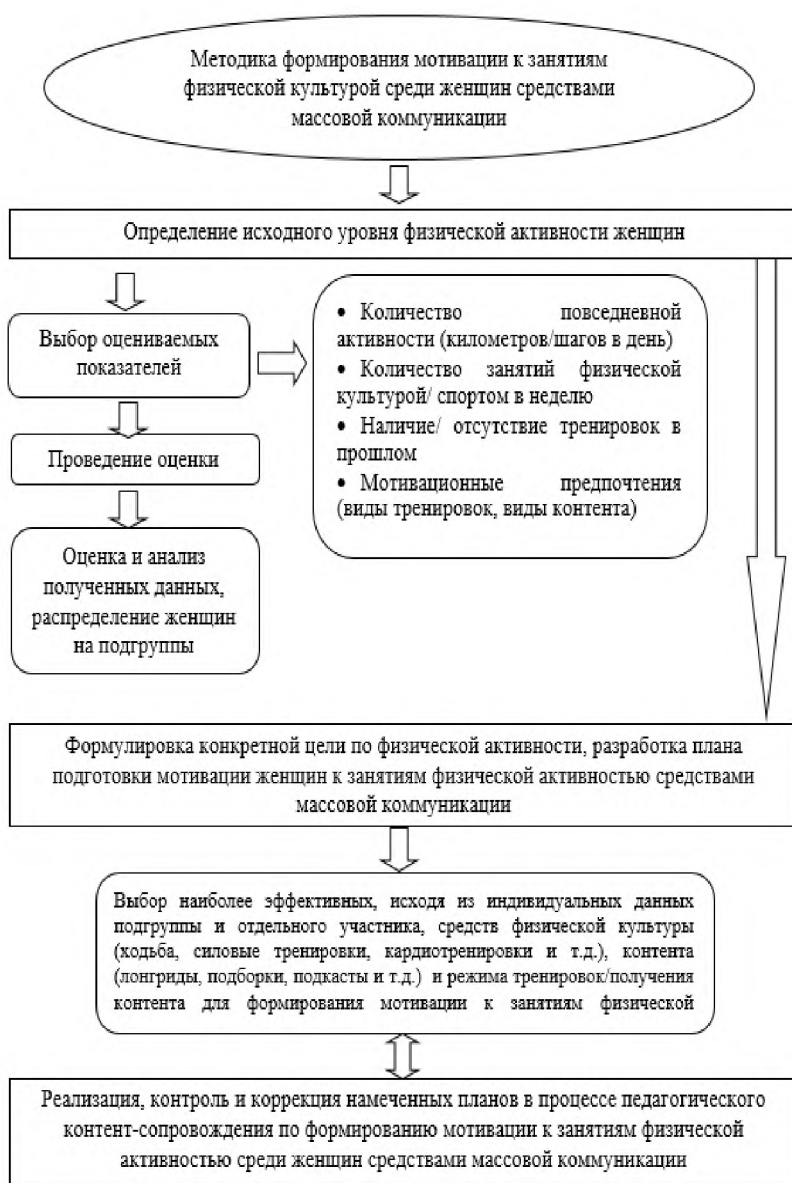 Методика формирования мотивации к занятиям
физической культурой среди женщин средствами
массовой коммуникации
Определение исходного уровня физической активности женщин
Выбор оцениваемых
показателей
• Количество повседневной
активности (километров/шагов в день)
• Количество занятий физической
культурой/ спортом в неделю
• Наличие/ отсутствие тренировок в
прошлом
• Мотивационные предпочтения
(виды тренировок, виды контента)
Проведение оценки
Оценка и анализ
полученных данных,
распределение женщин
на подгруппы
Формулировка конкретной цели по физической активности, разработка плана
подготовки мотивации женщин к занятиям физической активностью средствами
массовой коммуникации
Выбор наиболее эффективных, исходя из индивидуальных данных
подгруппы и отдельного участника, средств физической культуры
(ходьба, силовые тренировки, кардиотренировки и т.д.), контента
(лонгриды, подборки, подкасты и т.д.) и режима тренировок/получения
контента для формирования мотивации к занятиям физической
Реализация, контроль и коррекция намеченных планов в процессе педагогического
контент-сопровождения по формированию мотивации к занятиям физической
активностью среди женщин средствами массовой коммуникации